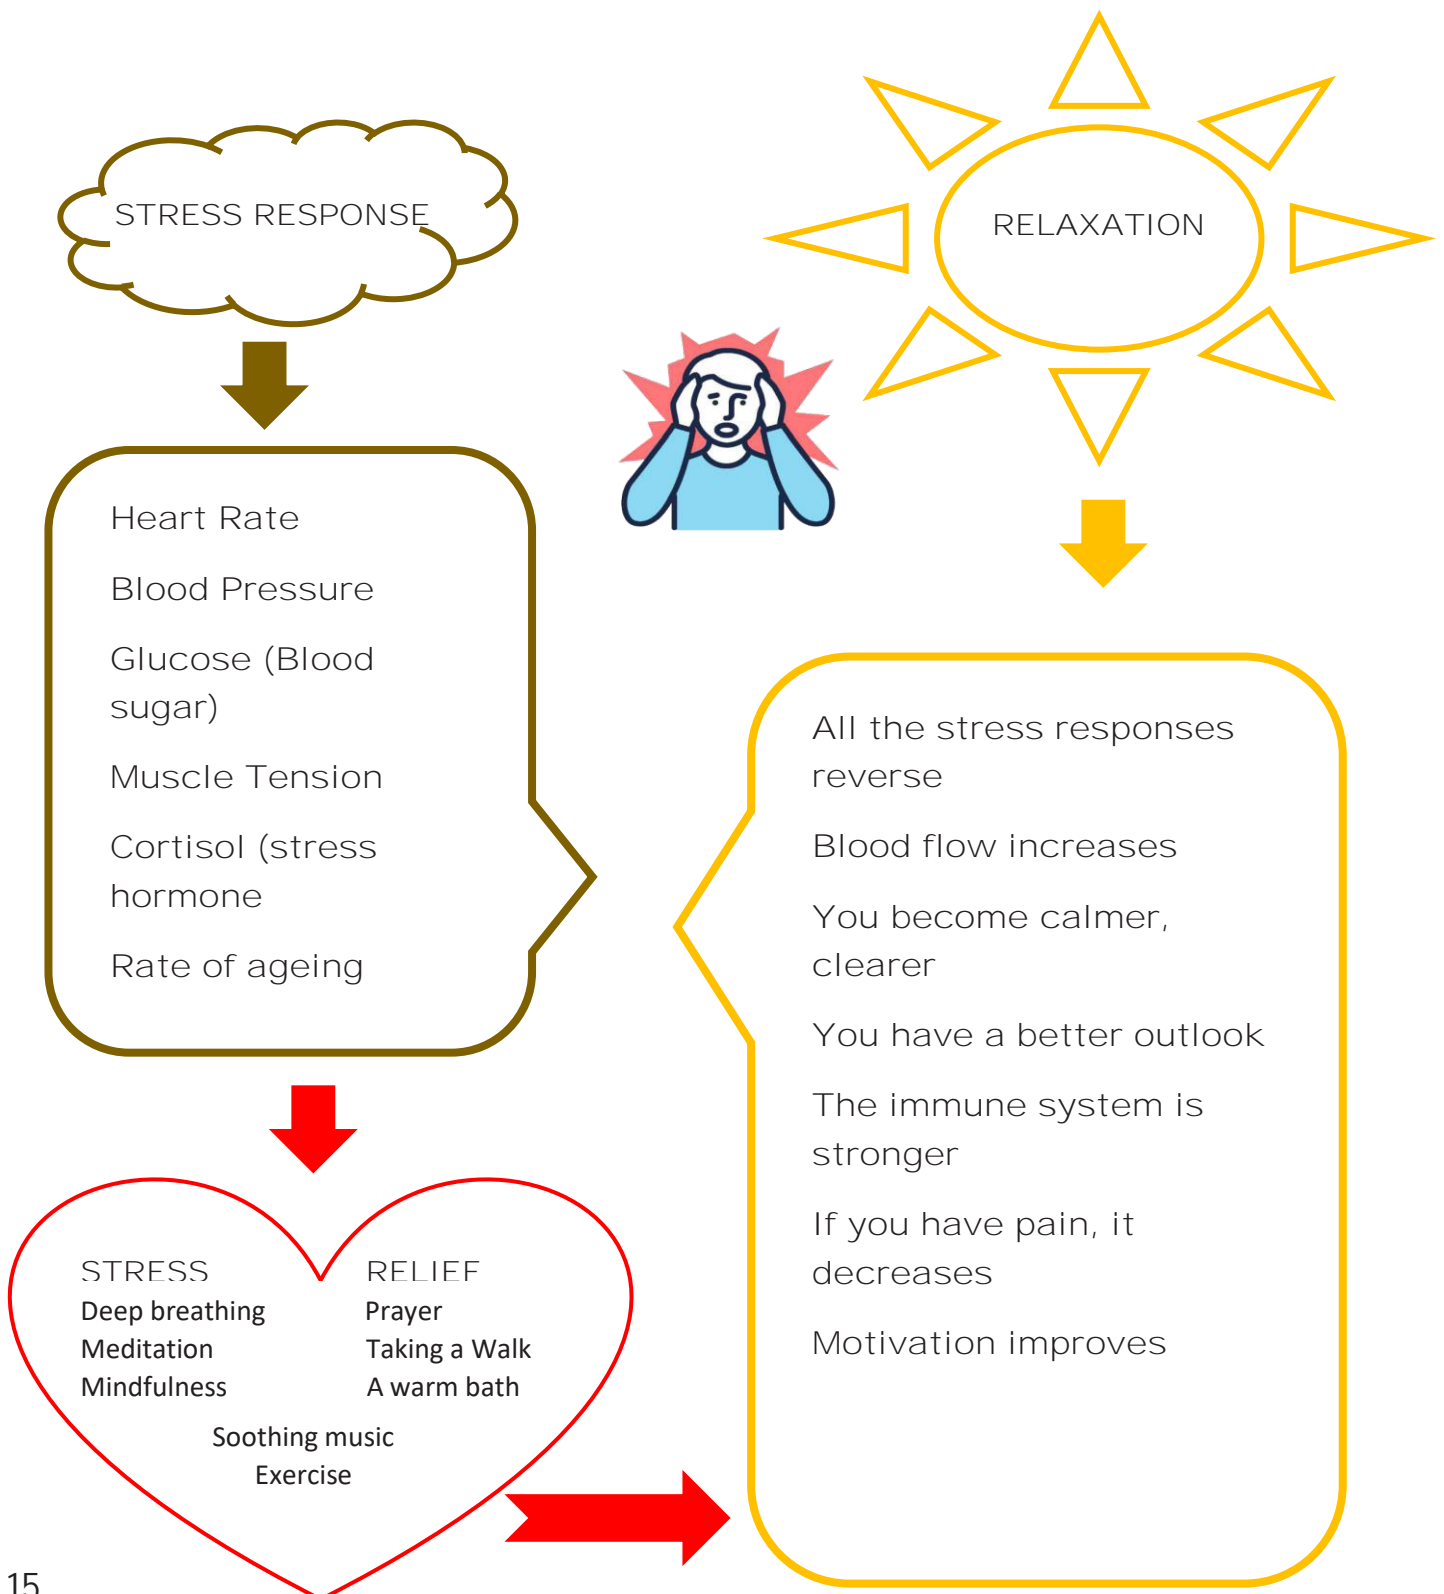 STRESS RESPONSE
RELAXATION
Heart Rate
Blood Pressure
Glucose (Blood
sugar)
Muscle Tension
Cortisol (stress
hormone
Rate of ageing
All the stress responses
reverse
Blood flow increases
You become calmer,
clearer
You have a better outlook
The immune system is
stronger
If you have pain, it
decreases
Motivation improves
STRESS RELIEF
Deep breathing Prayer
Meditation Taking a Walk
Mindfulness A warm bath
Soothing music
Exercise
15